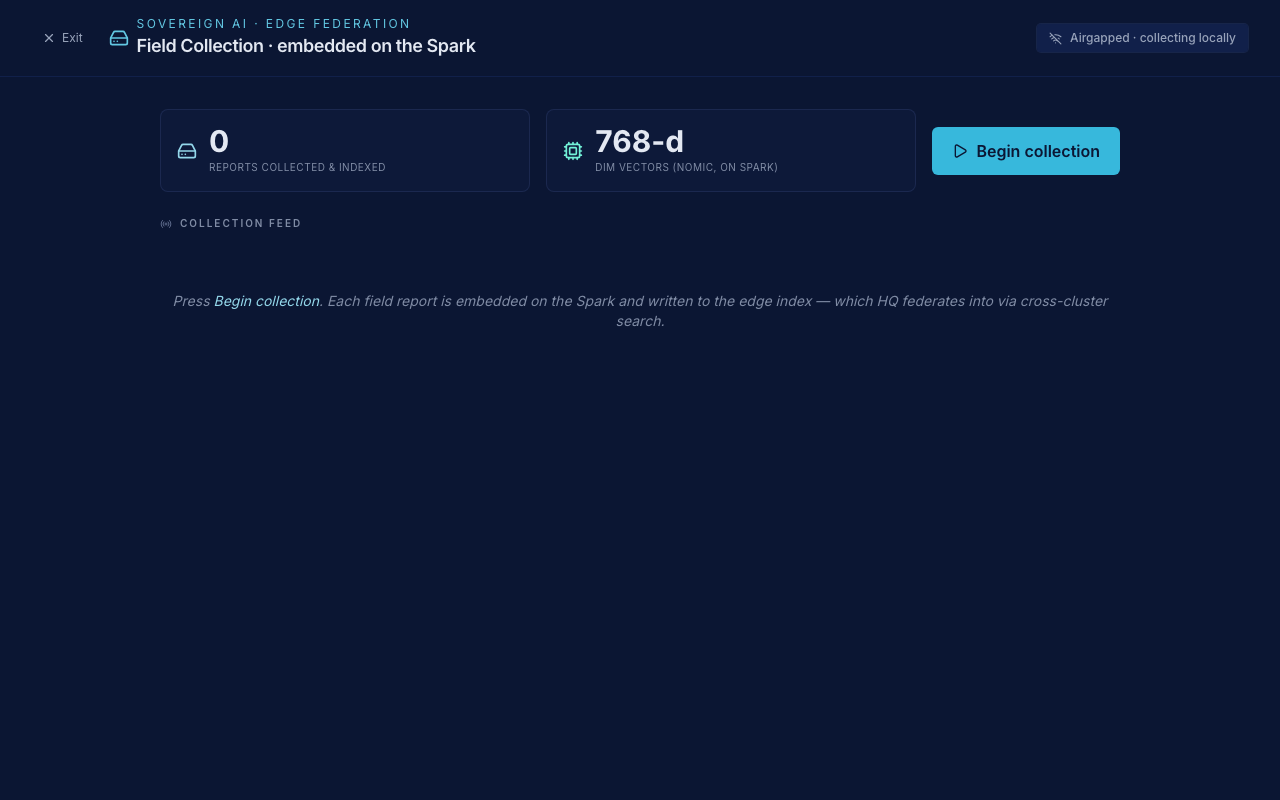 Exit
SOVEREIGN AI · EDGE FEDERATION
Field Collection · embedded on the Spark
Airgapped · collecting locally
0
REPORTS COLLECTED & INDEXED
768-d
DIM VECTORS (NOMIC, ON SPARK)
Begin collection
COLLECTION FEED
Press Begin collection. Each field report is embedded on the Spark and written to the edge index — which HQ federates into via cross-cluster
search.